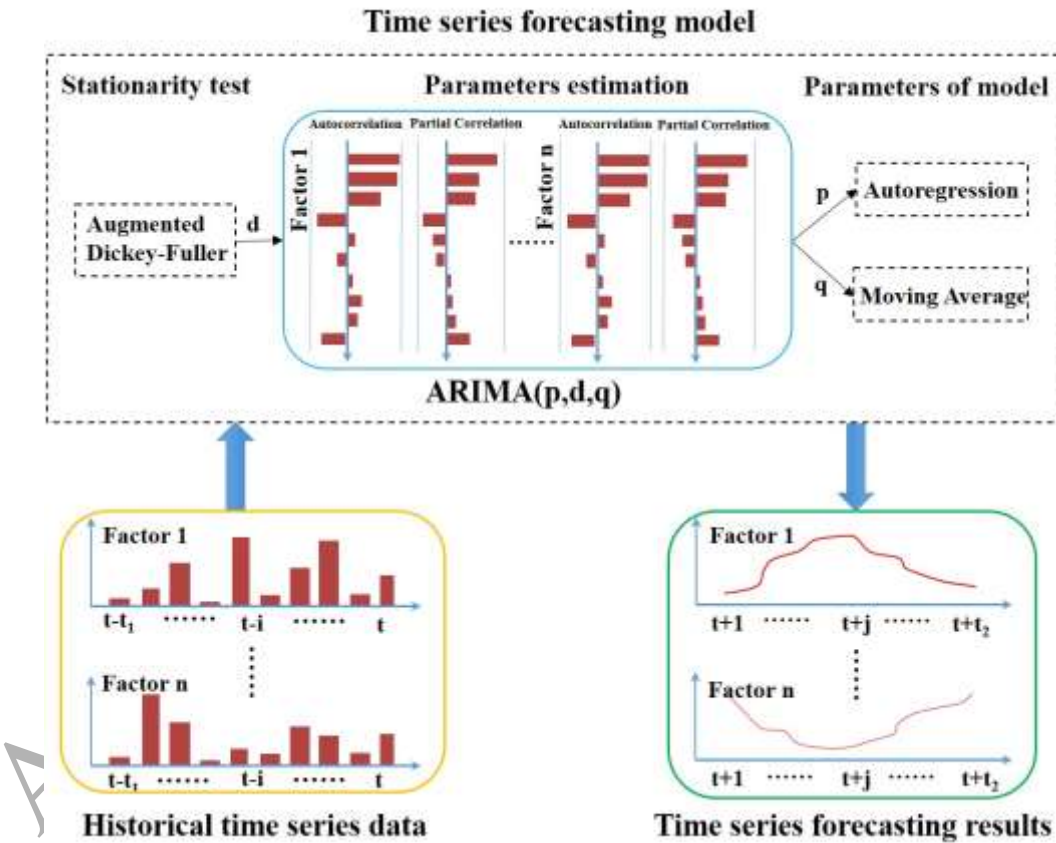 Time series forecasting model
Stationarity test
Parameters estimation
Parameters of model
Autocorrelation
Partial Correlation
Autocorrelation
Partial Correlation
Factor 1
Factor n
Augmented
Dickey-Fuller
d
........
p
q
Autoregression
Moving Average
ARIMA(p,d,q)
Factor 1
t-t₁ ······ t-i ······ t
Factor n
t-t₁ ······ t-i ······ t
Historical time series data
Factor 1
t+1 ······ t+j ······ t+t₂
Factor n
t+1 ······ t+j ······ t+t₂
Time series forecasting results
A